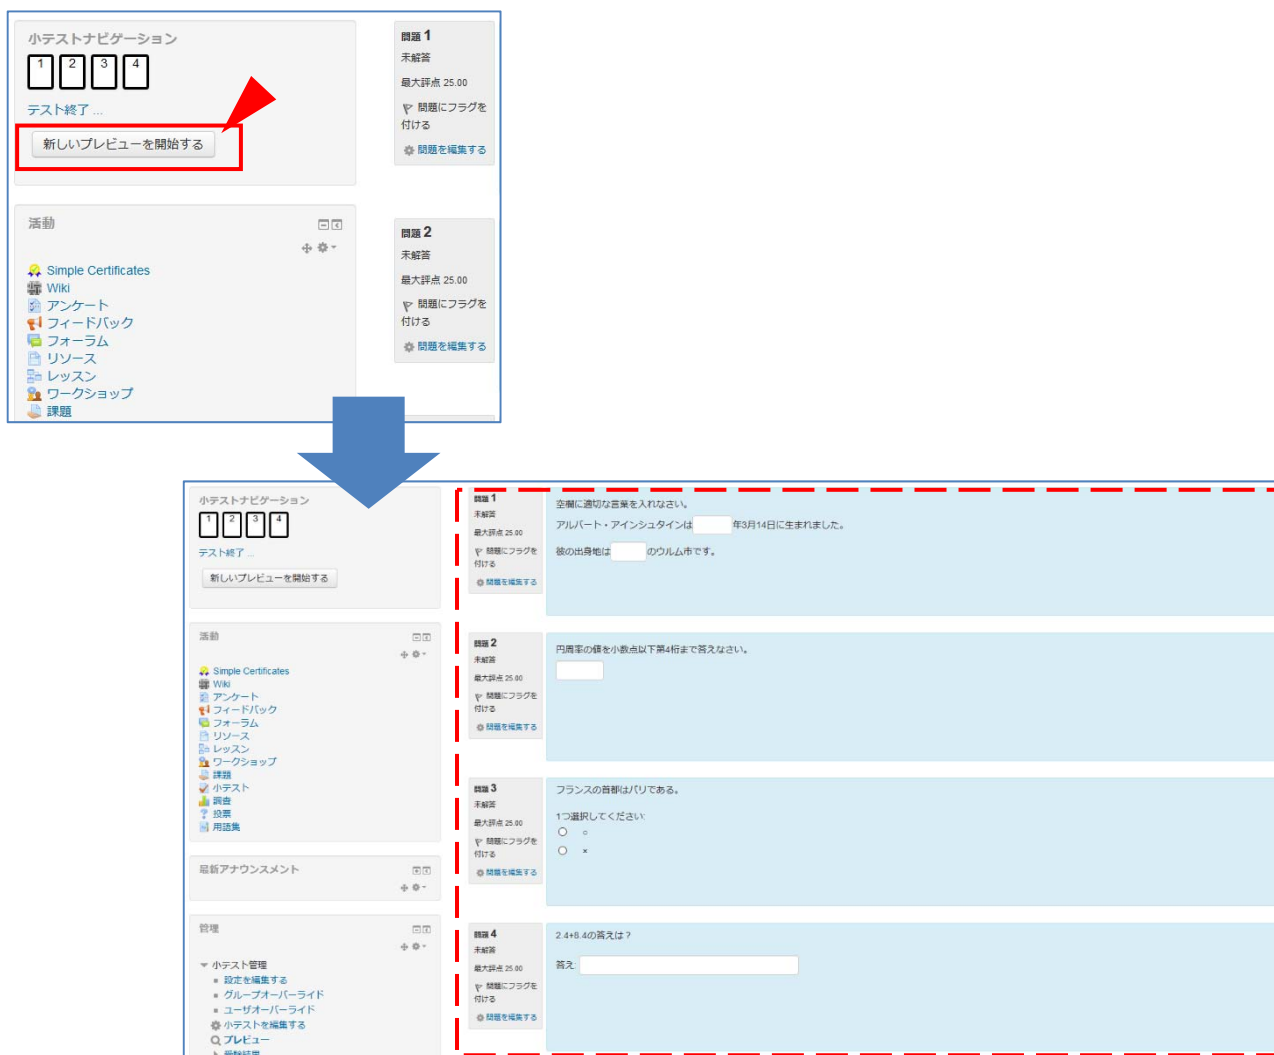 小テストナビゲーション
1 2 3 4
テスト終了 ...
新しいプレビューを開始する
活動
Simple Certificates
Wiki
アンケート
フィードバック
フォーラム
リソース
レッスン
ワークショップ
課題
問題 1
未解答
最大評点 25.00
問題にフラグを
付ける
問題を編集する
問題 2
未解答
最大評点 25.00
問題にフラグを
付ける
問題を編集する
小テストナビゲーション
1 2 3 4
テスト終了 ...
新しいプレビューを開始する
活動
Simple Certificates
Wiki
アンケート
フィードバック
フォーラム
リソース
レッスン
ワークショップ
課題
小テスト
調査
投票
用語集
最新アナウンスメント
管理
小テスト管理
設定を編集する
グループオーバーライド
ユーザオーバーライド
小テストを編集する
プレビュー
受験結果
問題 1
未解答
最大評点 25.00
問題にフラグを
付ける
問題を編集する
空欄に適切な言葉を入れなさい。
アルバート・アインシュタインは 年3月14日に生まれました。
彼の出身地は のウルム市です。
問題 2
未解答
最大評点 25.00
問題にフラグを
付ける
問題を編集する
円周率の値を小数点以下第4桁まで答えなさい。
問題 3
未解答
最大評点 25.00
問題にフラグを
付ける
問題を編集する
フランスの首都はパリである。
1つ選択してください:
○
×
問題 4
未解答
最大評点 25.00
問題にフラグを
付ける
問題を編集する
2.4+8.4の答えは？
答え: